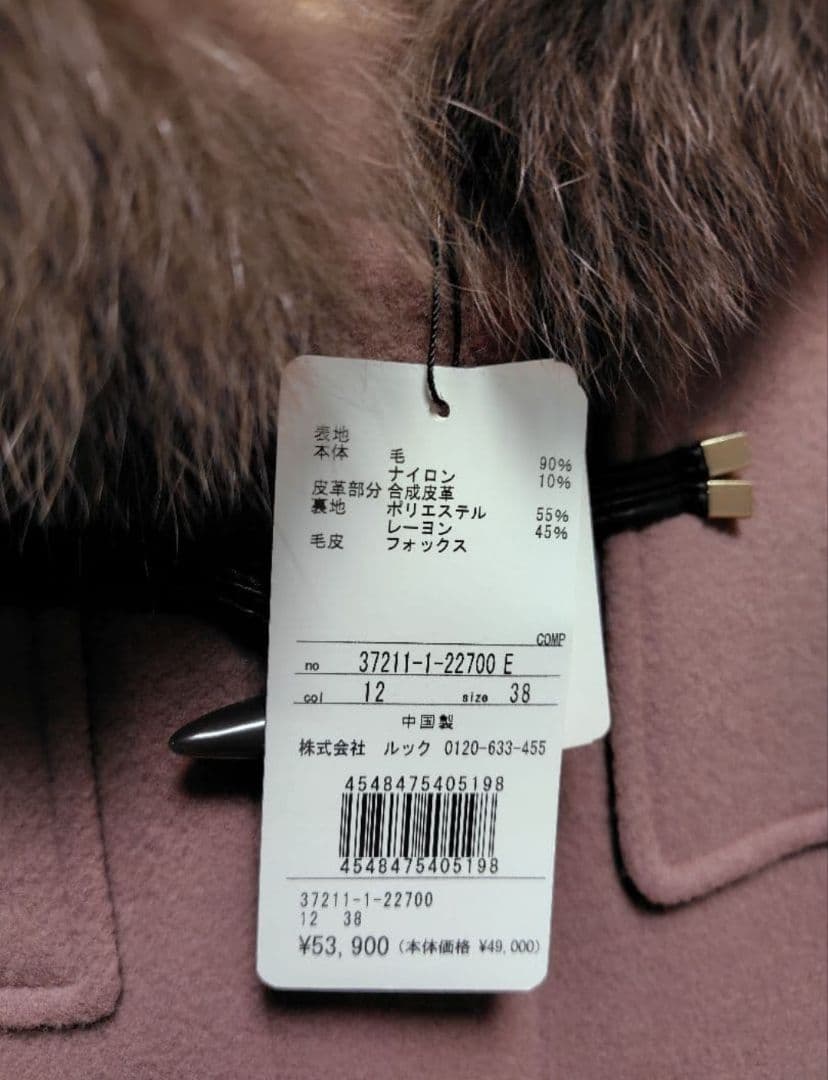 表地
本体 毛 90%
ナイロン 10%
皮革部分 合成皮革
裏地 ポリエステル 55%
レーヨン 45%
毛皮 フォックス
COMP
no 37211-1-22700 E
col 12 size 38
中国製
株式会社 ルック 0120-633-455
4548475405198
4548475405198
37211-1-22700
12 38
¥53,900 (本体価格 ¥49,000)